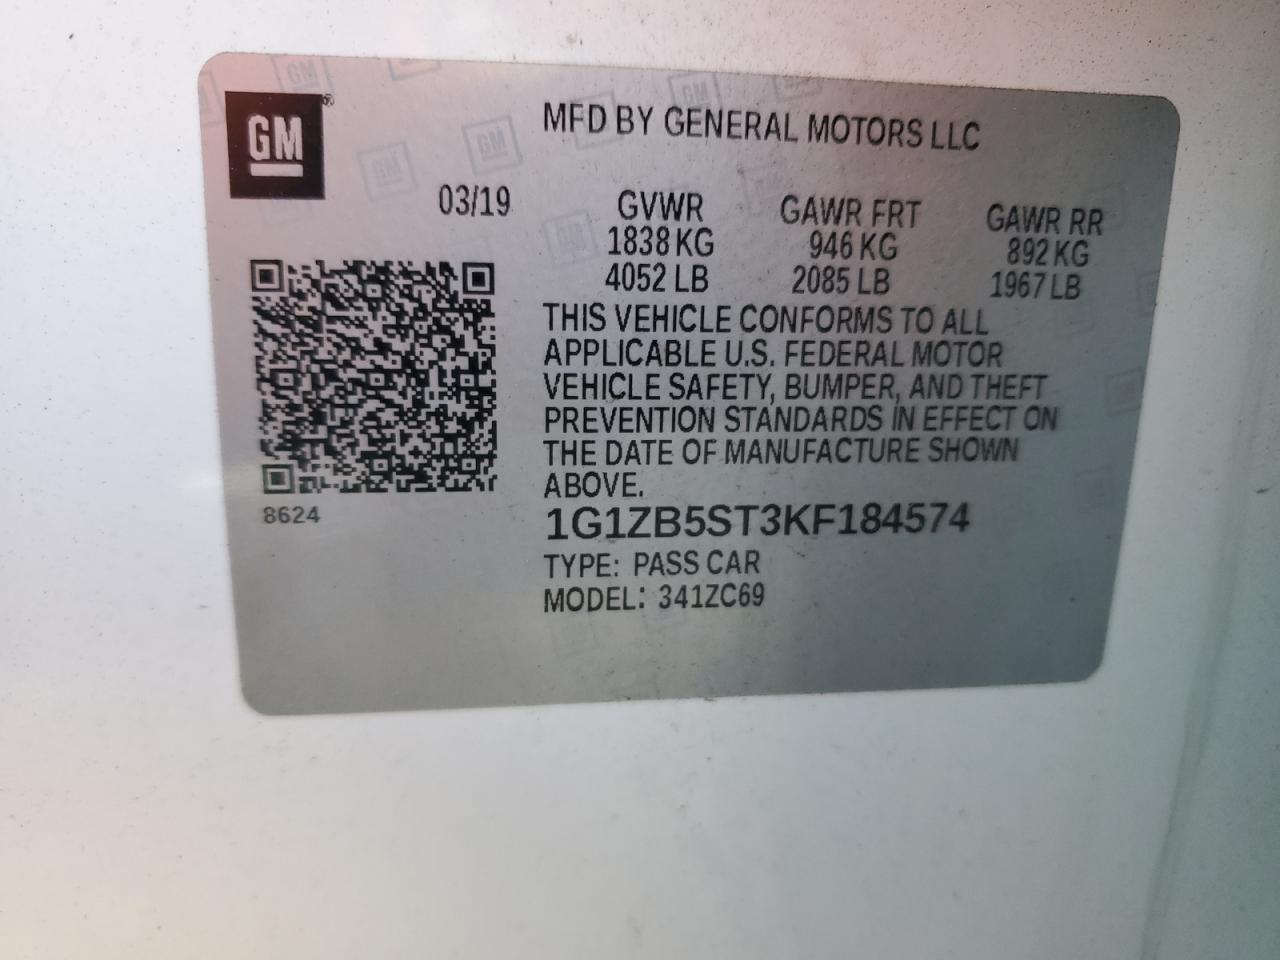 GM®
MFD BY GENERAL MOTORS LLC
03/19
GVWR GAWR FRT GAWR RR
1838 KG 946 KG 892 KG
4052 LB 2085 LB 1967 LB
THIS VEHICLE CONFORMS TO ALL
APPLICABLE U.S. FEDERAL MOTOR
VEHICLE SAFETY, BUMPER, AND THEFT
PREVENTION STANDARDS IN EFFECT ON
THE DATE OF MANUFACTURE SHOWN
ABOVE.
8624
1G1ZB5ST3KF184574
TYPE: PASS CAR
MODEL: 341ZC69